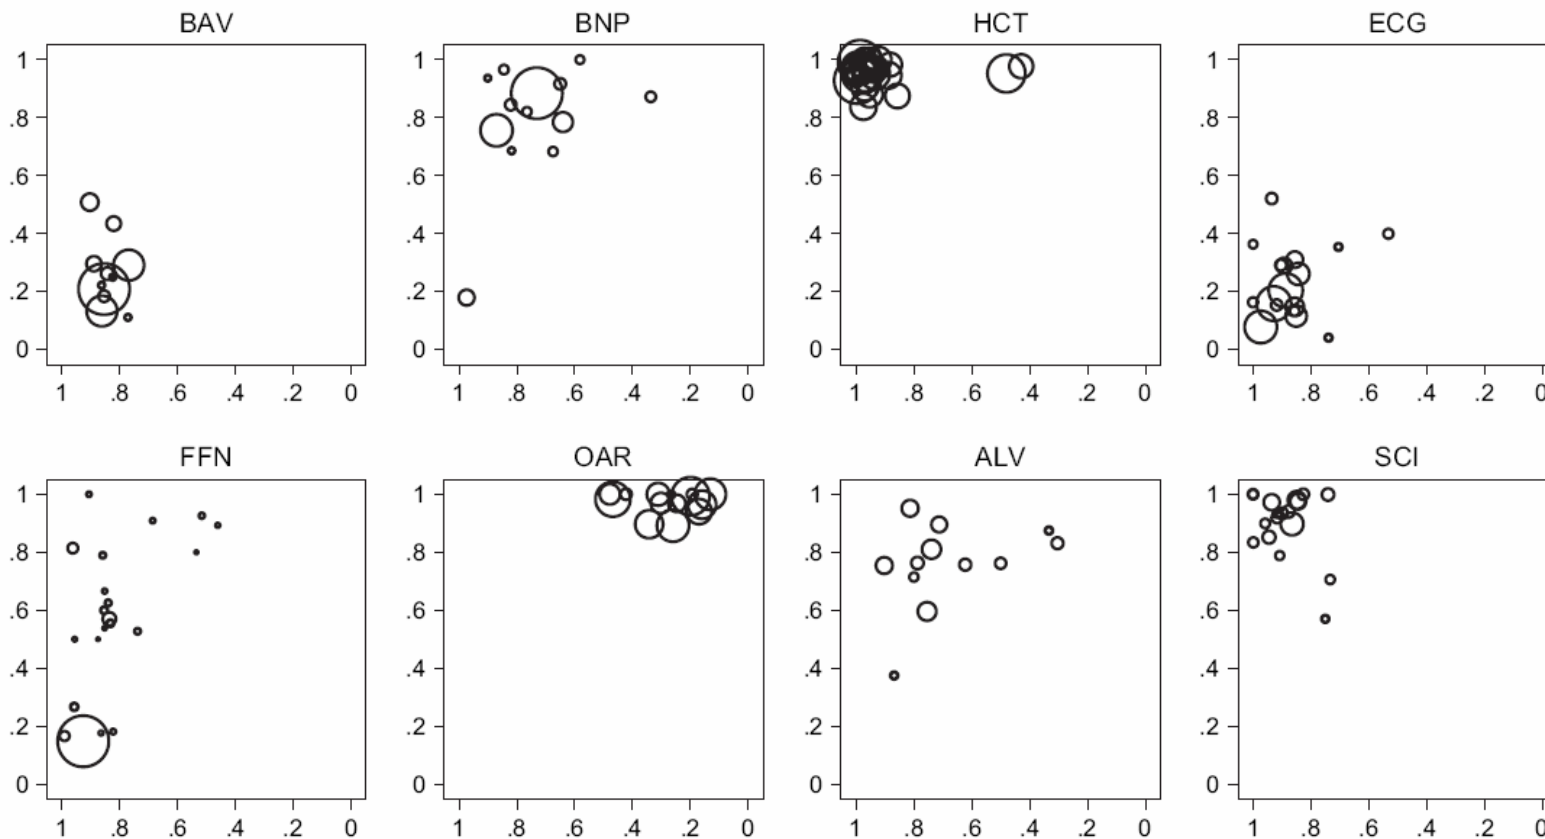 BAV BNP HCT ECG
1 1 1 1
.8 .8 .8 .8
.6 .6 .6 .6
.4 .4 .4 .4
.2 .2 .2 .2
0 0 0 0
1 .8 .6 .4 .2 0 1 .8 .6 .4 .2 0 1 .8 .6 .4 .2 0 1 .8 .6 .4 .2 0
FFN OAR ALV SCI
1 1 1 1
.8 .8 .8 .8
.6 .6 .6 .6
.4 .4 .4 .4
.2 .2 .2 .2
0 0 0 0
1 .8 .6 .4 .2 0 1 .8 .6 .4 .2 0 1 .8 .6 .4 .2 0 1 .8 .6 .4 .2 0